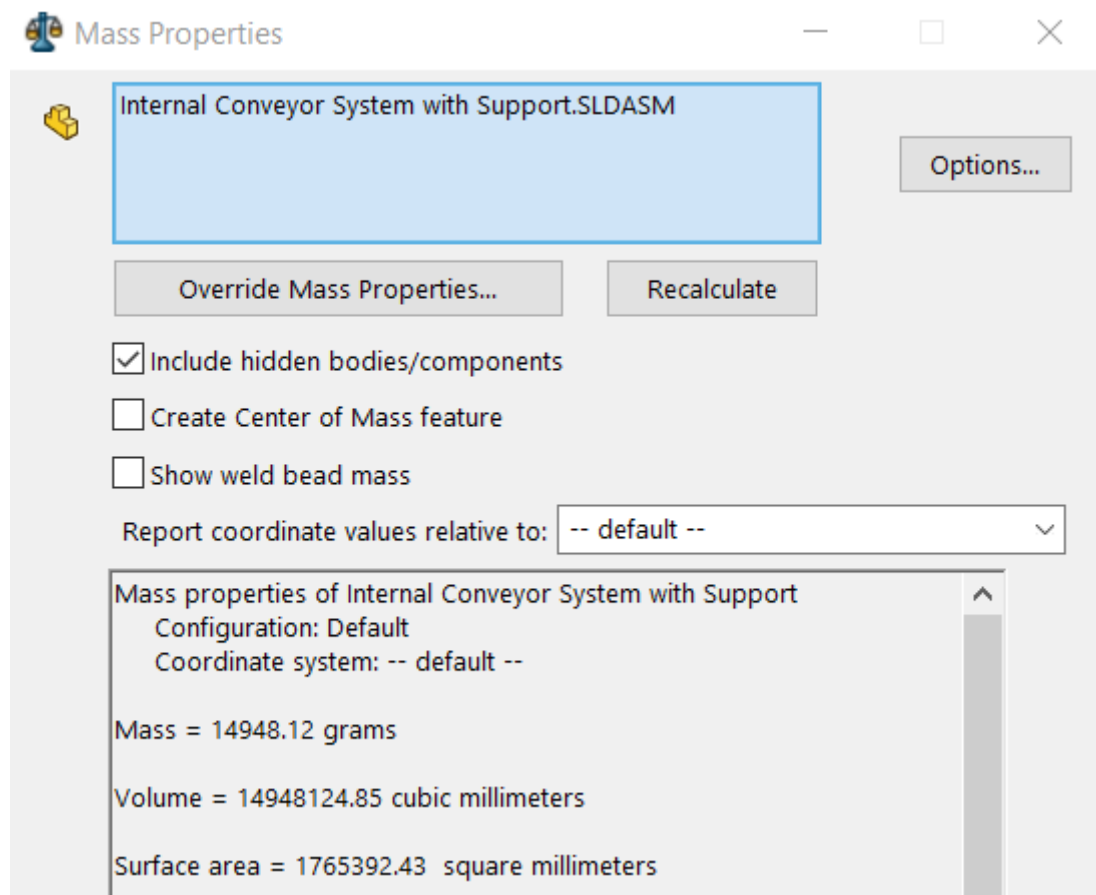 Mass Properties
Internal Conveyor System with Support.SLDASM
Options...
Override Mass Properties...
Recalculate
Include hidden bodies/components
Create Center of Mass feature
Show weld bead mass
Report coordinate values relative to:
-- default --
Mass properties of Internal Conveyor System with Support
Configuration: Default
Coordinate system: -- default --
Mass = 14948.12 grams
Volume = 14948124.85 cubic millimeters
Surface area = 1765392.43  square millimeters